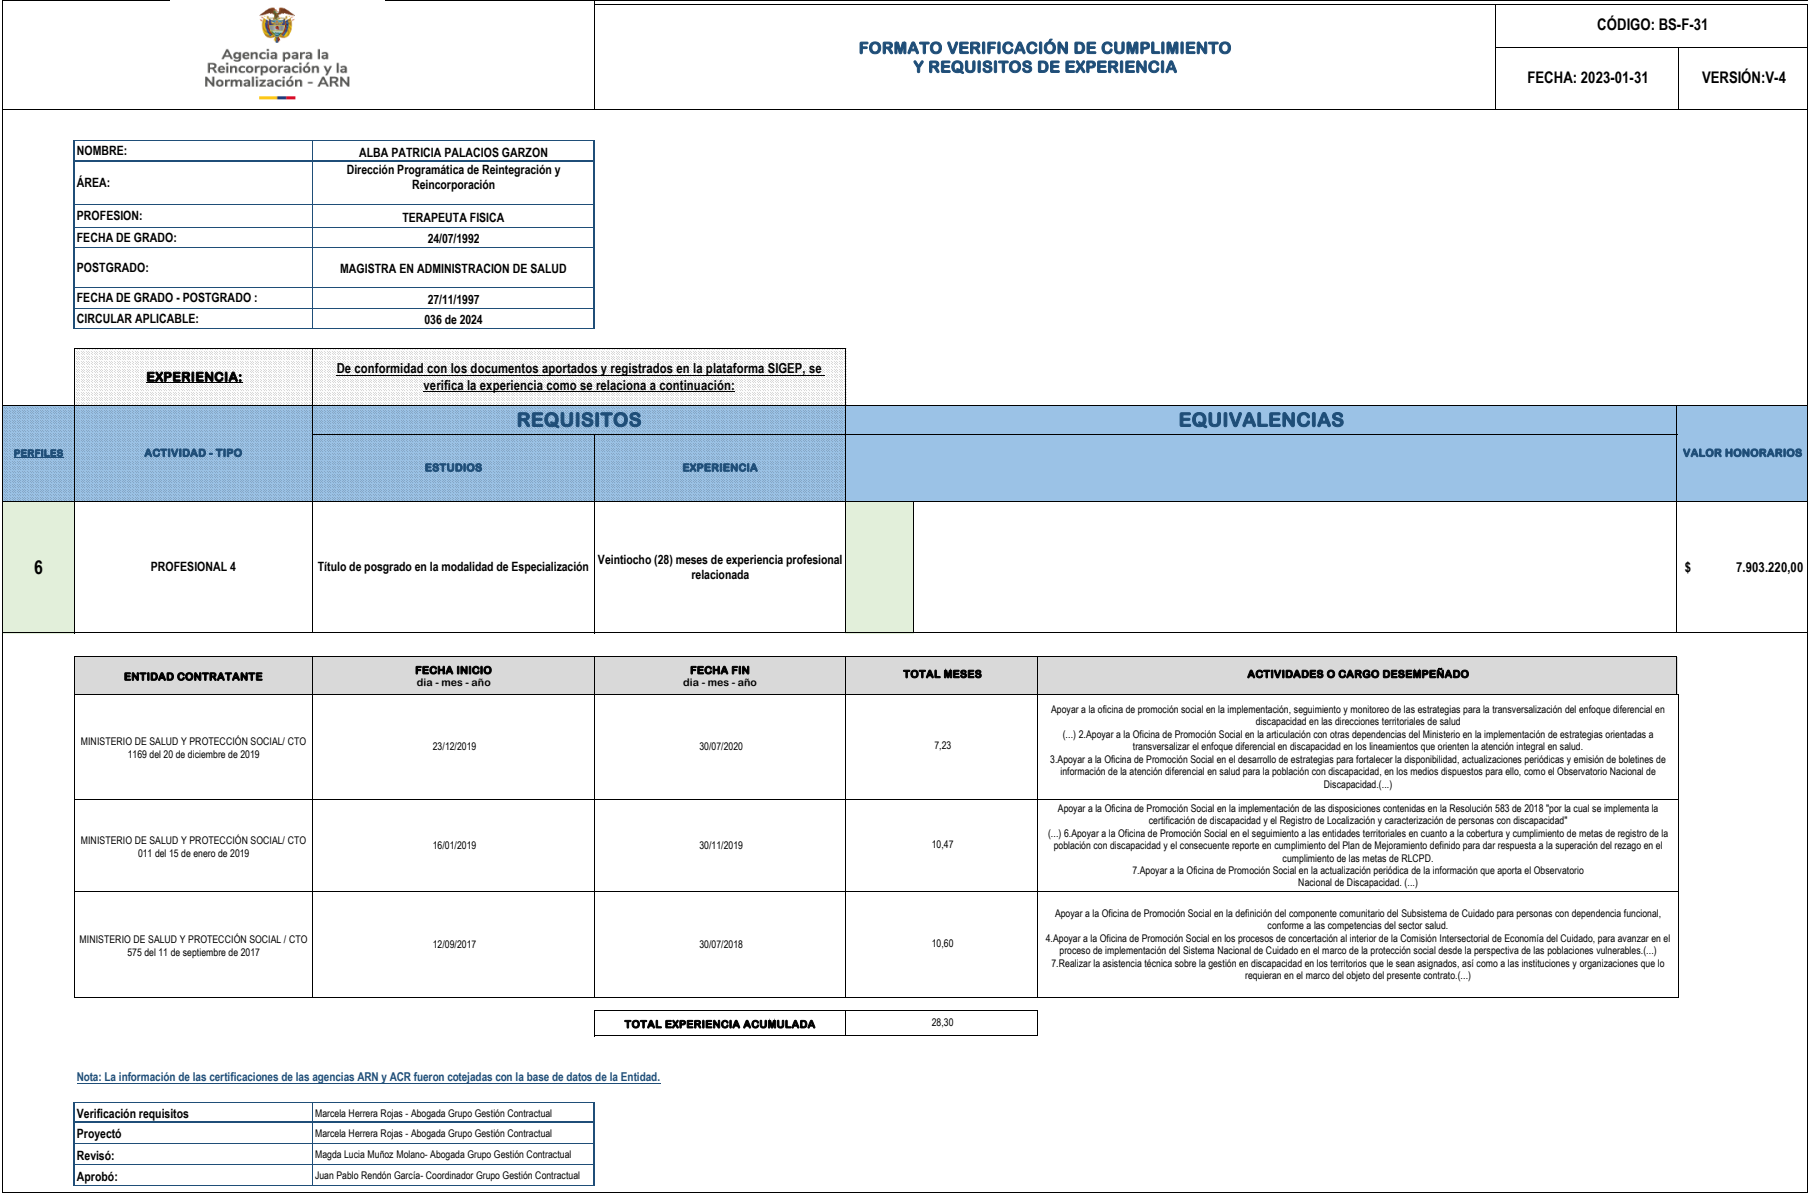 Agencia para la
Reincorporación y la
Normalización - ARN
FORMATO VERIFICACIÓN DE CUMPLIMIENTO
Y REQUISITOS DE EXPERIENCIA
CÓDIGO: BS-F-31
FECHA: 2023-01-31
VERSIÓN:V-4
NOMBRE:
ALBA PATRICIA PALACIOS GARZON
ÁREA:
Dirección Programática de Reintegración y
Reincorporación
PROFESION:
TERAPEUTA FISICA
FECHA DE GRADO:
24/07/1992
POSTGRADO:
MAGISTRA EN ADMINISTRACION DE SALUD
FECHA DE GRADO - POSTGRADO :
27/11/1997
CIRCULAR APLICABLE:
036 de 2024
EXPERIENCIA:
De conformidad con los documentos aportados y registrados en la plataforma SIGEP, se
verifica la experiencia como se relaciona a continuación:
PERFILES
ACTIVIDAD - TIPO
REQUISITOS
ESTUDIOS
EXPERIENCIA
EQUIVALENCIAS
VALOR HONORARIOS
6
PROFESIONAL 4
Título de posgrado en la modalidad de Especialización
Veintiocho (28) meses de experiencia profesional
relacionada
$ 7.903.220,00
ENTIDAD CONTRATANTE
FECHA INICIO
dia - mes - año
FECHA FIN
dia - mes - año
TOTAL MESES
ACTIVIDADES O CARGO DESEMPEÑADO
MINISTERIO DE SALUD Y PROTECCIÓN SOCIAL/ CTO
1169 del 20 de diciembre de 2019
23/12/2019
30/07/2020
7,23
Apoyar a la oficina de promoción social en la implementación, seguimiento y monitoreo de las estrategias para la transversalización del enfoque diferencial en
discapacidad en las direcciones territoriales de salud
(...) 2.Apoyar a la Oficina de Promoción Social en la articulación con otras dependencias del Ministerio en la implementación de estrategias orientadas a
transversalizar el enfoque diferencial en discapacidad en los lineamientos que orienten la atención integral en salud.
3.Apoyar a la Oficina de Promoción Social en el desarrollo de estrategias para fortalecer la disponibilidad, actualizaciones periódicas y emisión de boletines de
información de la atención diferencial en salud para la población con discapacidad, en los medios dispuestos para ello, como el Observatorio Nacional de
Discapacidad.(...)
MINISTERIO DE SALUD Y PROTECCIÓN SOCIAL/ CTO
011 del 15 de enero de 2019
16/01/2019
30/11/2019
10,47
Apoyar a la Oficina de Promoción Social en la implementación de las disposiciones contenidas en la Resolución 583 de 2018 "por la cual se implementa la
certificación de discapacidad y el Registro de Localización y caracterización de personas con discapacidad"
(...) 6.Apoyar a la Oficina de Promoción Social en el seguimiento a las entidades territoriales en cuanto a la cobertura y cumplimiento de metas de registro de la
población con discapacidad y el consecuente reporte en cumplimiento del Plan de Mejoramiento definido para dar respuesta a la superación del rezago en el
cumplimiento de las metas de RLCPD.
7.Apoyar a la Oficina de Promoción Social en la actualización periódica de la información que aporta el Observatorio
Nacional de Discapacidad. (...)
MINISTERIO DE SALUD Y PROTECCIÓN SOCIAL / CTO
575 del 11 de septiembre de 2017
12/09/2017
30/07/2018
10,60
Apoyar a la Oficina de Promoción Social en la definición del componente comunitario del Subsistema de Cuidado para personas con dependencia funcional,
conforme a las competencias del sector salud.
4.Apoyar a la Oficina de Promoción Social en los procesos de concertación al interior de la Comisión Intersectorial de Economía del Cuidado, para avanzar en el
proceso de implementación del Sistema Nacional de Cuidado en el marco de la protección social desde la perspectiva de las poblaciones vulnerables.(...)
7.Realizar la asistencia técnica sobre la gestión en discapacidad en los territorios que le sean asignados, así como a las instituciones y organizaciones que lo
requieran en el marco del objeto del presente contrato.(...)
TOTAL EXPERIENCIA ACUMULADA
28,30
Nota: La información de las certificaciones de las agencias ARN y ACR fueron cotejadas con la base de datos de la Entidad.
Verificación requisitos
Marcela Herrera Rojas - Abogada Grupo Gestión Contractual
Proyectó
Marcela Herrera Rojas - Abogada Grupo Gestión Contractual
Revisó:
Magda Lucia Muñoz Molano- Abogada Grupo Gestión Contractual
Aprobó:
Juan Pablo Rendón García- Coordinador Grupo Gestión Contractual